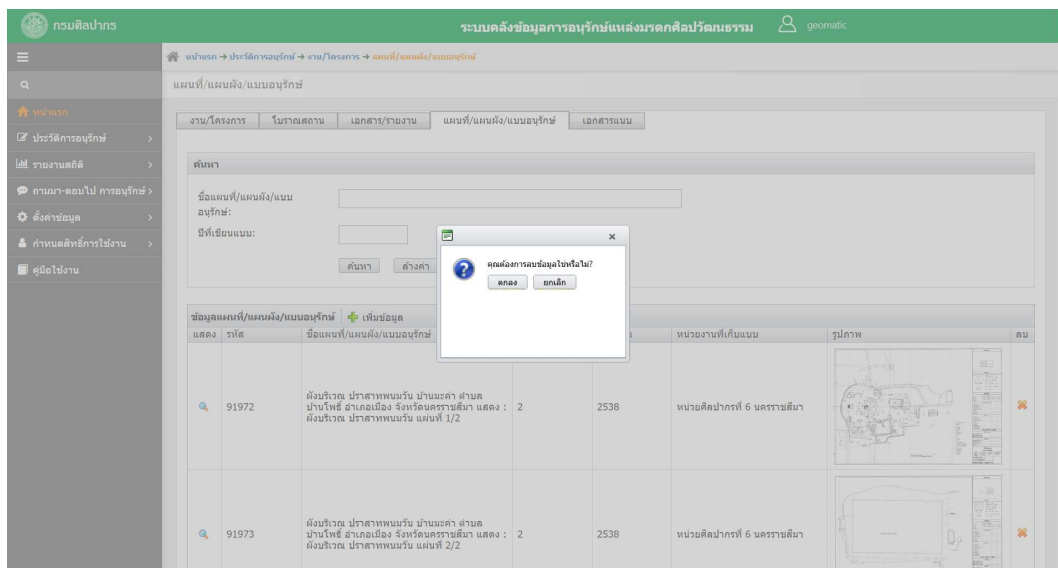 กรมศิลปากร
ระบบคลังข้อมูลการอนุรักษ์แหล่งมรดกศิลปวัฒนธรรม
geomatic
หน้าแรก → ประวัติการอนุรักษ์ → งาน/โครงการ → แผนที่/แผนผัง/แบบอนุรักษ์
แผนที่/แผนผัง/แบบอนุรักษ์
หน้าแรก
ประวัติการอนุรักษ์ >
รายงานสถิติ >
ถามมา-ตอบไป การอนุรักษ์ >
ตั้งค่าข้อมูล >
กำหนดสิทธิ์การใช้งาน >
คู่มือใช้งาน
งาน/โครงการ โบราณสถาน เอกสาร/รายงาน แผนที่/แผนผัง/แบบอนุรักษ์ เอกสารแนบ
ค้นหา
ชื่อแผนที่/แผนผัง/แบบ
อนุรักษ์:
ปีที่เขียนแบบ:
ค้นหา ล้างค่า
คุณต้องการลบข้อมูลใช่หรือไม่?
ตกลง ยกเลิก
ข้อมูลแผนที่/แผนผัง/แบบอนุรักษ์ เพิ่มข้อมูล
แสดง รหัส ชื่อแผนที่/แผนผัง/แบบอนุรักษ์ หน่วยงานที่เก็บแบบ รูปภาพ ลบ
91972
ผังบริเวณ ปราสาทพนมวัน บ้านมะค่า ตำบล
บ้านโพธิ์ อำเภอเมือง จังหวัดนครราชสีมา แสดง :
ผังบริเวณ ปราสาทพนมวัน แผ่นที่ 1/2
2 2538 หน่วยศิลปากรที่ 6 นครราชสีมา
91973
ผังบริเวณ ปราสาทพนมวัน บ้านมะค่า ตำบล
บ้านโพธิ์ อำเภอเมือง จังหวัดนครราชสีมา แสดง :
ผังบริเวณ ปราสาทพนมวัน แผ่นที่ 2/2
2 2538 หน่วยศิลปากรที่ 6 นครราชสีมา